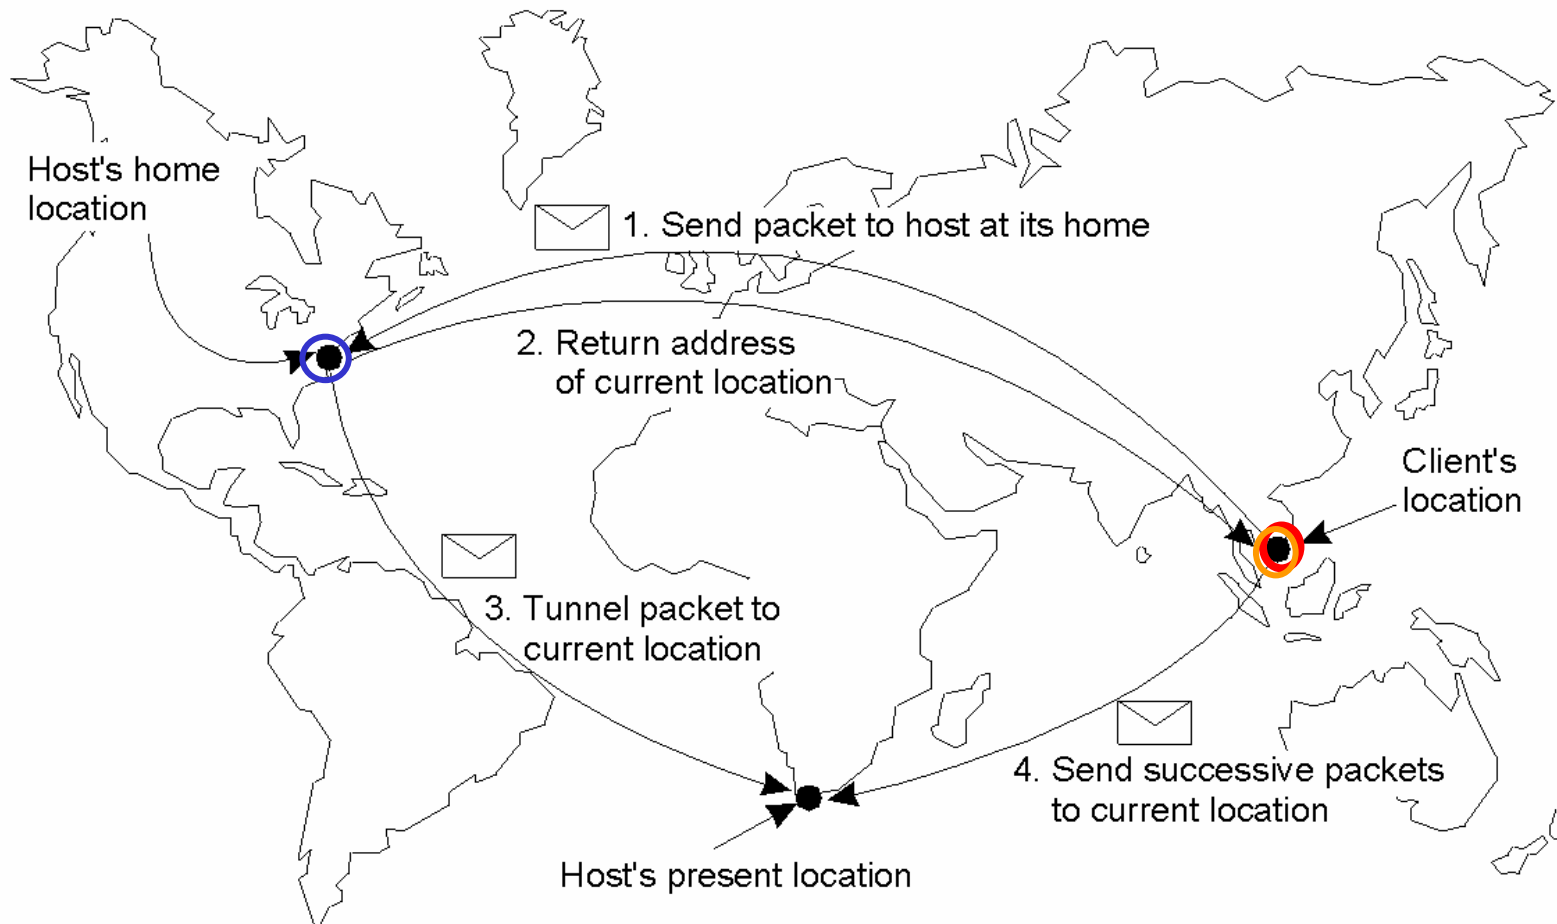 Host's home
location
1. Send packet to host at its home
2. Return address
of current location
Client's
location
3. Tunnel packet to
current location
4. Send successive packets
to current location
Host's present location